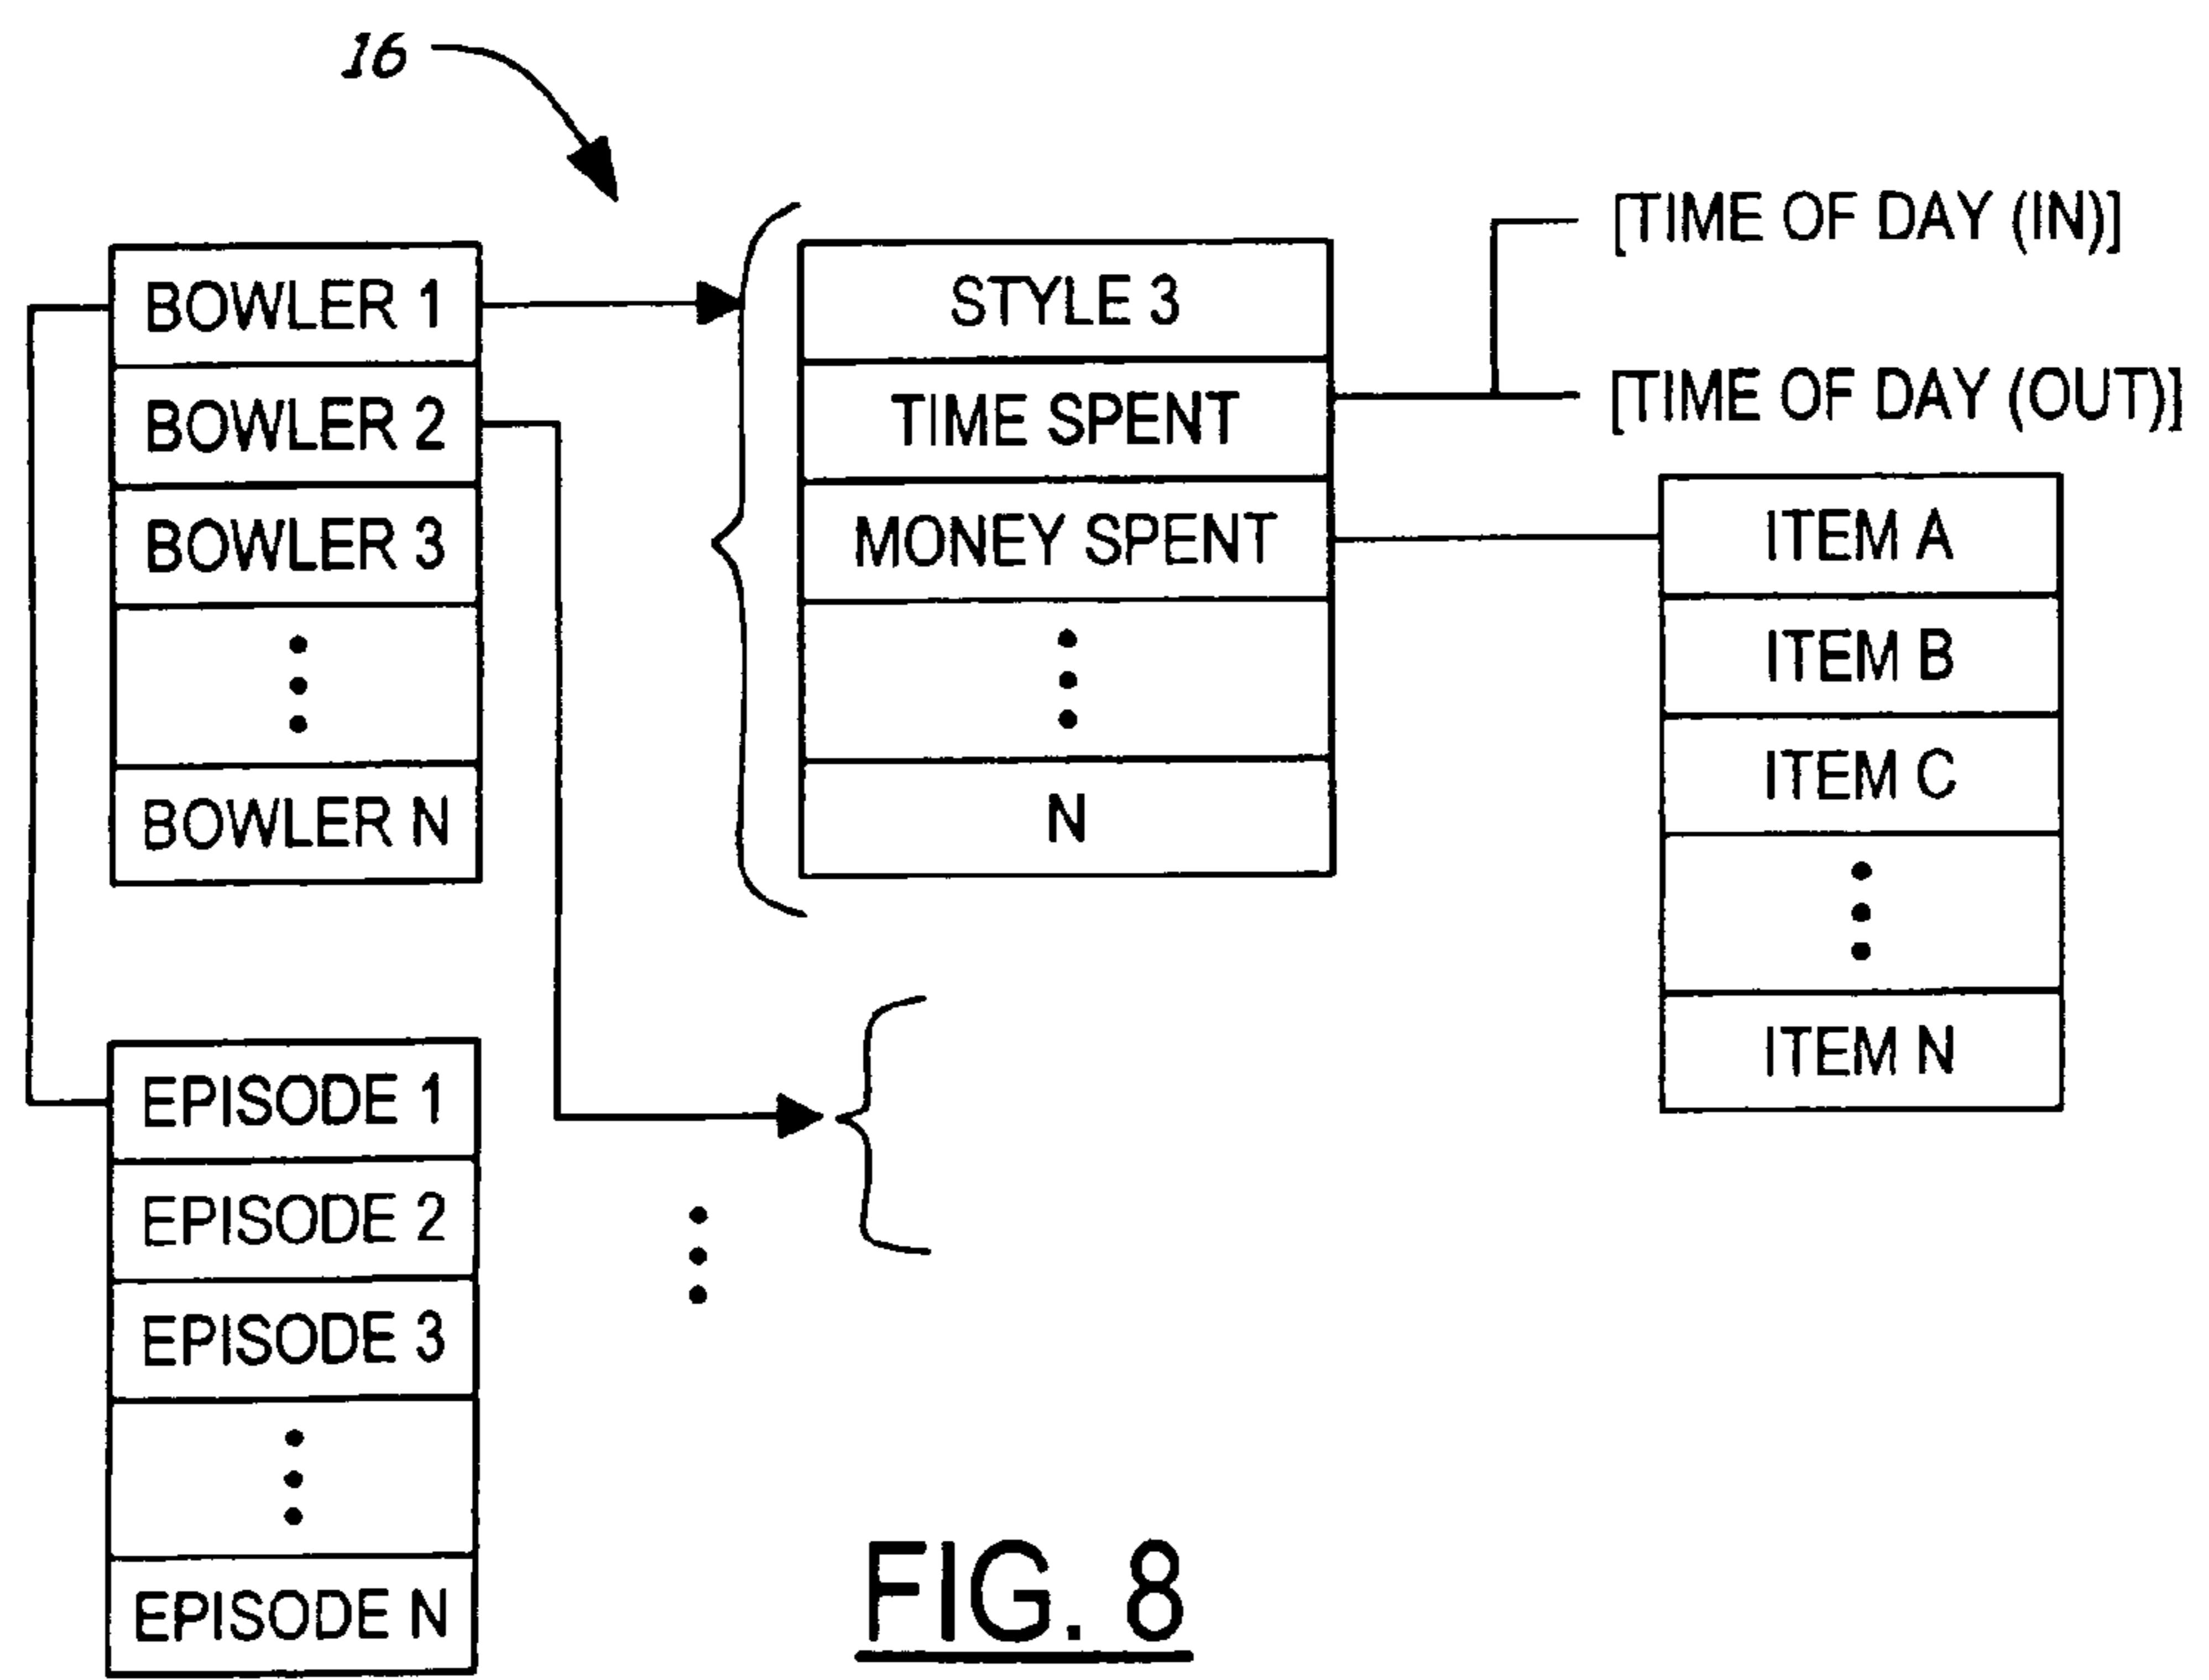 16
BOWLER 1
BOWLER 2
BOWLER 3
BOWLER N
STYLE 3
TIME SPENT
MONEY SPENT
N
[TIME OF DAY (IN)]
[TIME OF DAY (OUT)]
ITEM A
ITEM B
ITEM C
ITEM N
EPISODE 1
EPISODE 2
EPISODE 3
EPISODE N
FIG. 8